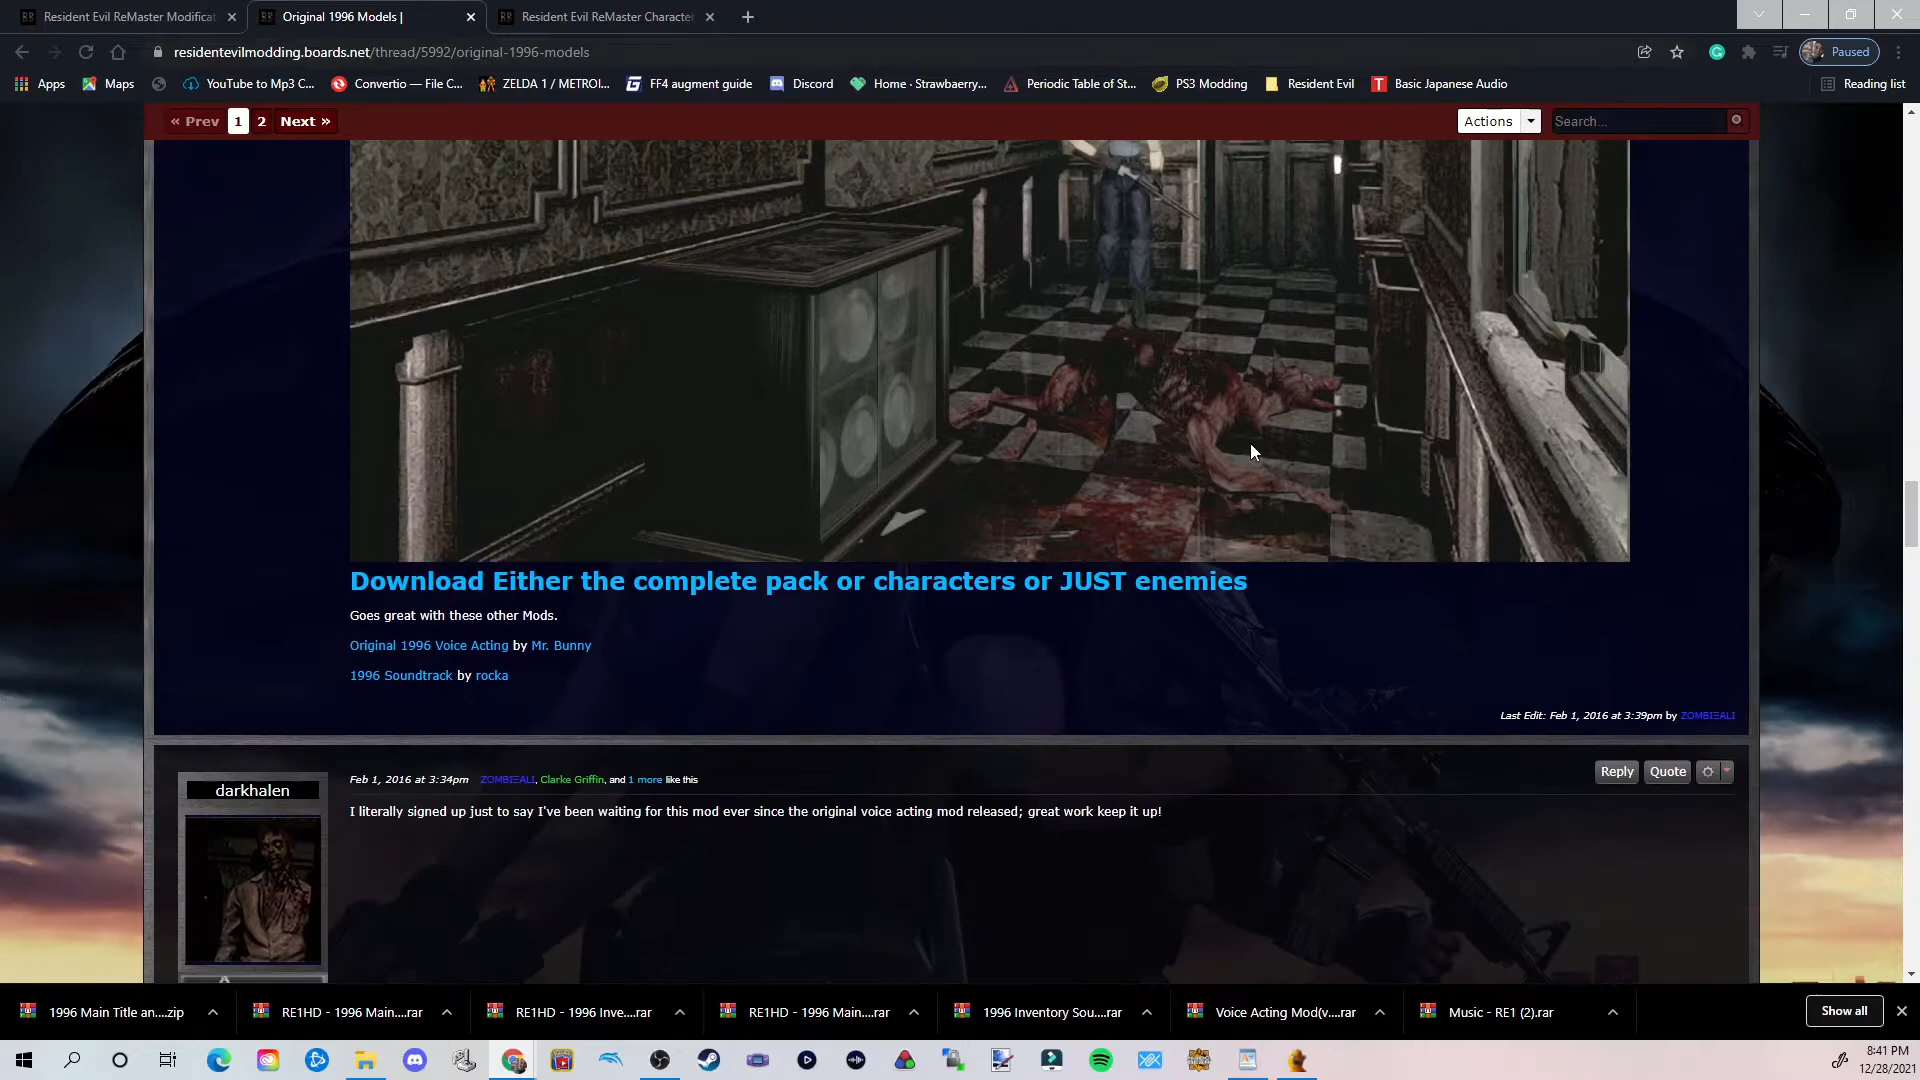 Resident Evil ReMaster Modificat
Original 1996 Models |
Resident Evil ReMaster Character
residentevilmodding.boards.net/thread/5992/original-1996-models
Paused
Apps
Maps
YouTube to Mp3 C...
Convertio — File C...
ZELDA 1 / METROI...
FF4 augment guide
Discord
Home · Strawbaerry...
Periodic Table of St...
PS3 Modding
Resident Evil
Basic Japanese Audio
Reading list
« Prev 1 2 Next »
Actions
Search...
Download Either the complete pack or characters or JUST enemies
Goes great with these other Mods.
Original 1996 Voice Acting by Mr. Bunny
1996 Soundtrack by rocka
Last Edit: Feb 1, 2016 at 3:39pm by ZOMBIΞALI
darkhalen
Feb 1, 2016 at 3:34pm ZOMBIΞALI, Clarke Griffin, and 1 more like this
Reply
Quote
I literally signed up just to say I've been waiting for this mod ever since the original voice acting mod released; great work keep it up!
1996 Main Title an....zip
RE1HD - 1996 Main....rar
RE1HD - 1996 Inve....rar
RE1HD - 1996 Main....rar
1996 Inventory Sou....rar
Voice Acting Mod(v....rar
Music - RE1 (2).rar
Show all
8:41 PM
12/28/2021